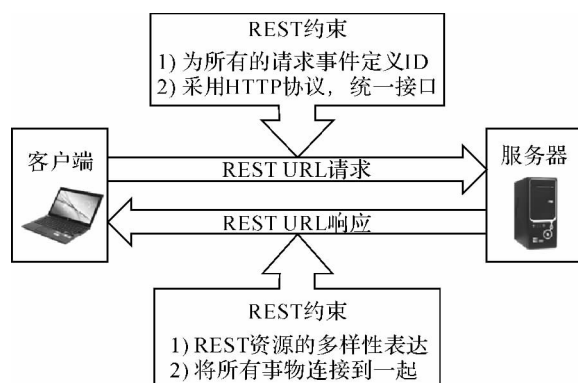 REST约束
1) 为所有的请求事件定义ID
2) 采用HTTP协议，统一接口
客户端
服务器
REST URL请求
REST URL响应
REST约束
1) REST资源的多样性表达
2) 将所有事物连接到一起